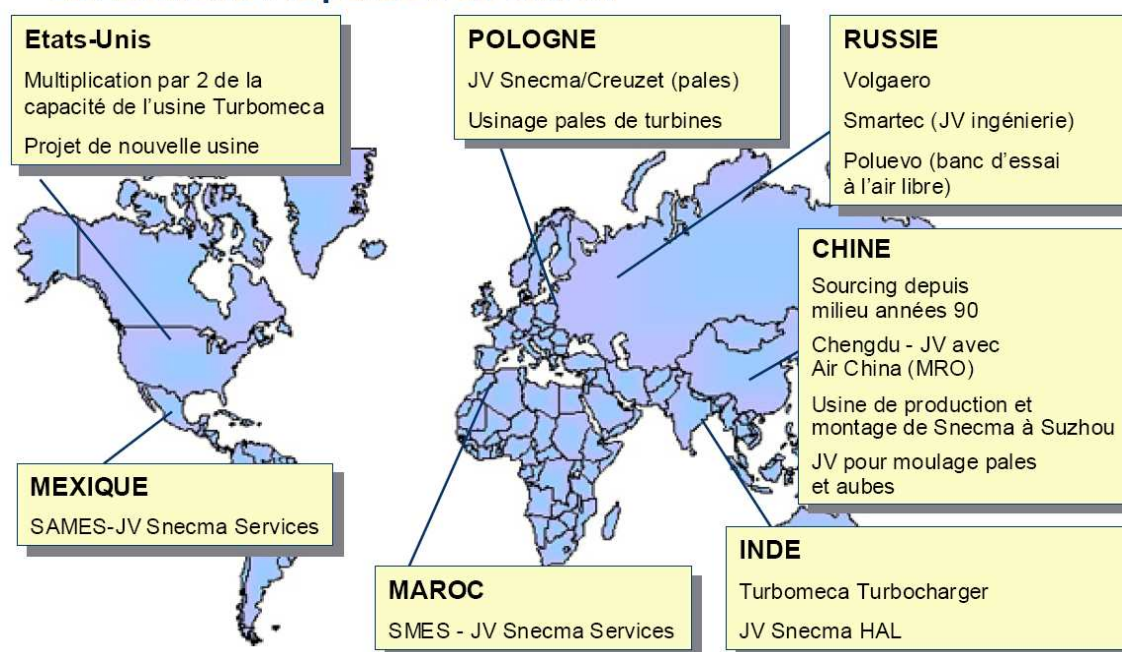 Etats-Unis
Multiplication par 2 de la
capacité de l'usine Turbomeca
Projet de nouvelle usine
POLOGNE
JV Snecma/Creuzet (pales)
Usinage pales de turbines
RUSSIE
Volgaero
Smartec (JV ingénierie)
Poluevo (banc d'essai
à l'air libre)
CHINE
Sourcing depuis
milieu années 90
Chengdu - JV avec
Air China (MRO)
Usine de production et
montage de Snecma à Suzhou
JV pour moulage pales
et aubes
MEXIQUE
SAMES-JV Snecma Services
MAROC
SMES - JV Snecma Services
INDE
Turbomeca Turbocharger
JV Snecma HAL